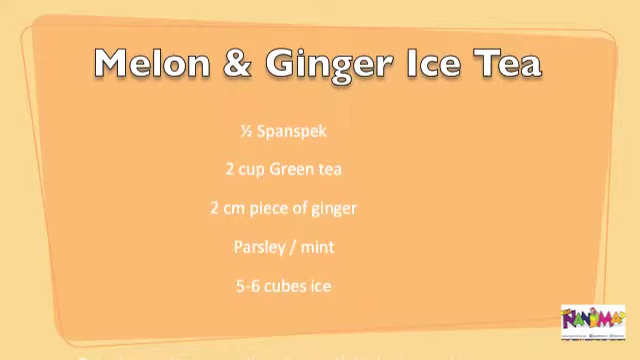 Melon & Ginger Ice Tea
½ Spanspek
2 cup Green tea
2 cm piece of ginger
Parsley / mint
5-6 cubes ice